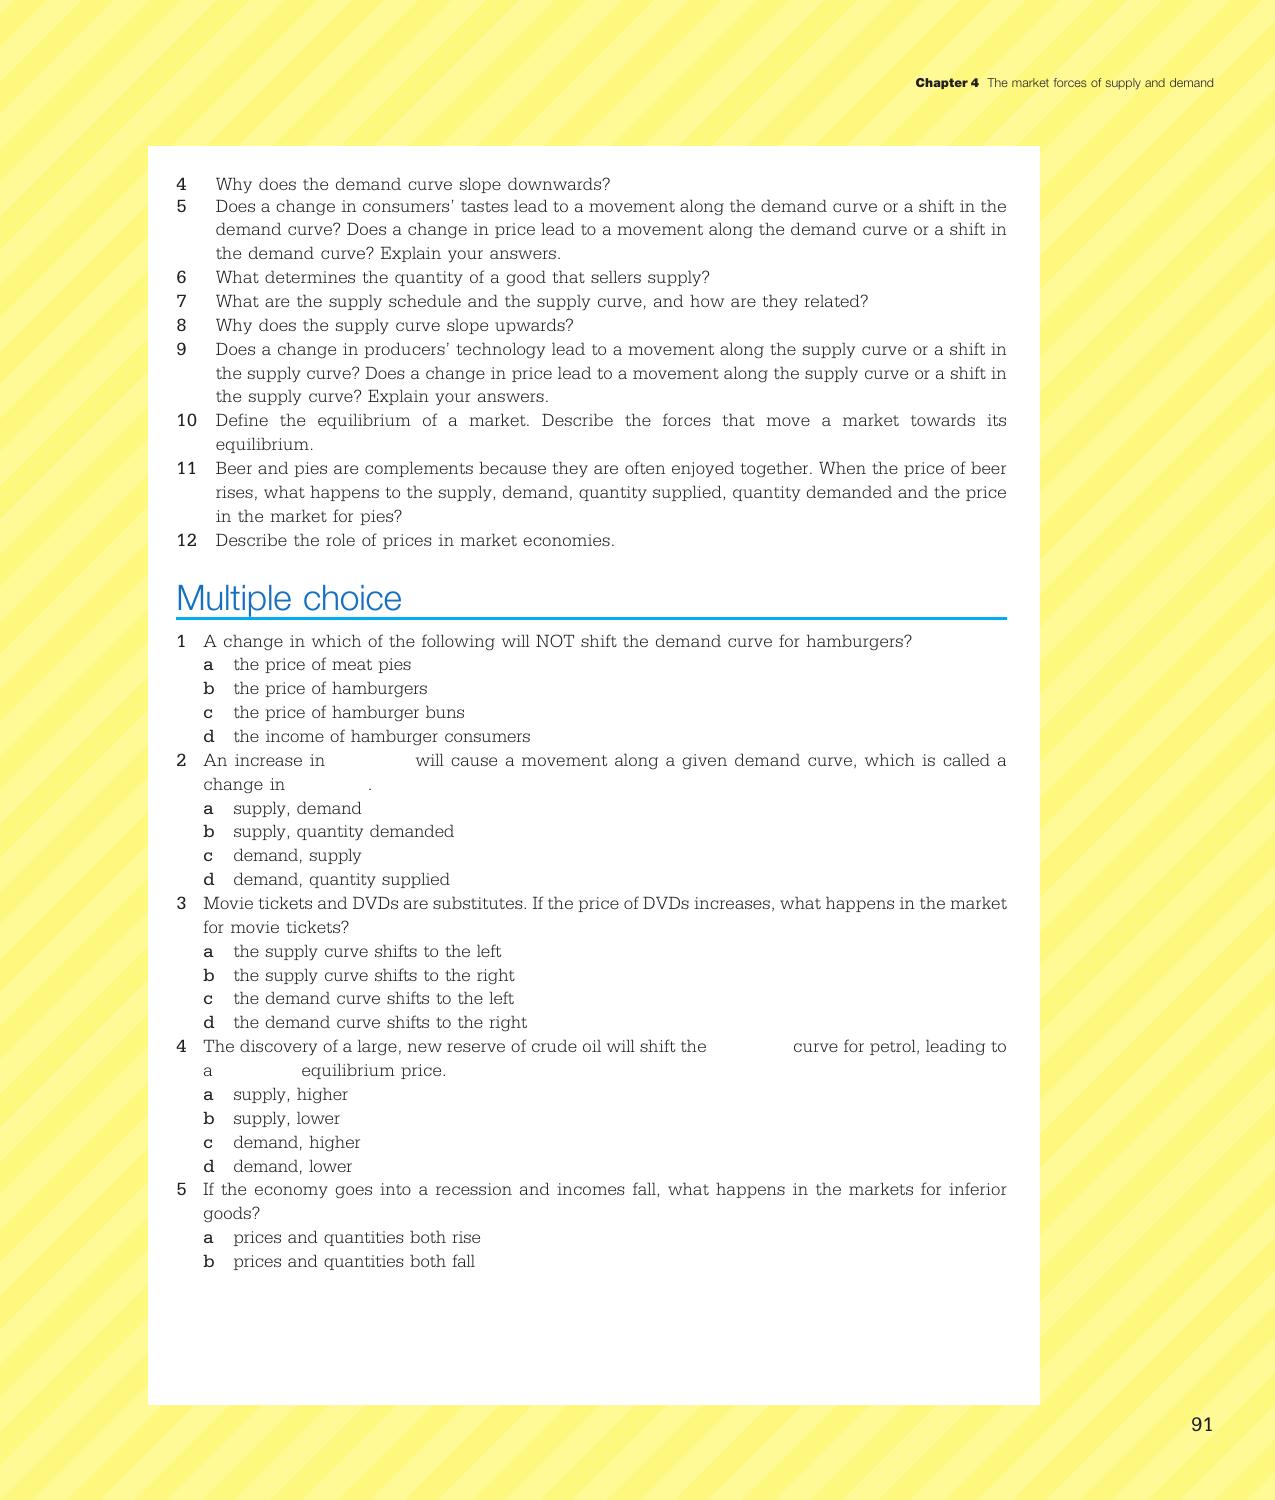 Chapter 4 The market forces of supply and demand
4 Why does the demand curve slope downwards?
5 Does a change in consumers' tastes lead to a movement along the demand curve or a shift in the
demand curve? Does a change in price lead to a movement along the demand curve or a shift in
the demand curve? Explain your answers.
6 What determines the quantity of a good that sellers supply?
7 What are the supply schedule and the supply curve, and how are they related?
8 Why does the supply curve slope upwards?
9 Does a change in producers' technology lead to a movement along the supply curve or a shift in
the supply curve? Does a change in price lead to a movement along the supply curve or a shift in
the supply curve? Explain your answers.
10 Define the equilibrium of a market. Describe the forces that move a market towards its
equilibrium.
11 Beer and pies are complements because they are often enjoyed together. When the price of beer
rises, what happens to the supply, demand, quantity supplied, quantity demanded and the price
in the market for pies?
12 Describe the role of prices in market economies.
Multiple choice
1 A change in which of the following will NOT shift the demand curve for hamburgers?
a the price of meat pies
b the price of hamburgers
c the price of hamburger buns
d the income of hamburger consumers
2 An increase in will cause a movement along a given demand curve, which is called a
change in .
a supply, demand
b supply, quantity demanded
c demand, supply
d demand, quantity supplied
3 Movie tickets and DVDs are substitutes. If the price of DVDs increases, what happens in the market
for movie tickets?
a the supply curve shifts to the left
b the supply curve shifts to the right
c the demand curve shifts to the left
d the demand curve shifts to the right
4 The discovery of a large, new reserve of crude oil will shift the curve for petrol, leading to
a equilibrium price.
a supply, higher
b supply, lower
c demand, higher
d demand, lower
5 If the economy goes into a recession and incomes fall, what happens in the markets for inferior
goods?
a prices and quantities both rise
b prices and quantities both fall
91